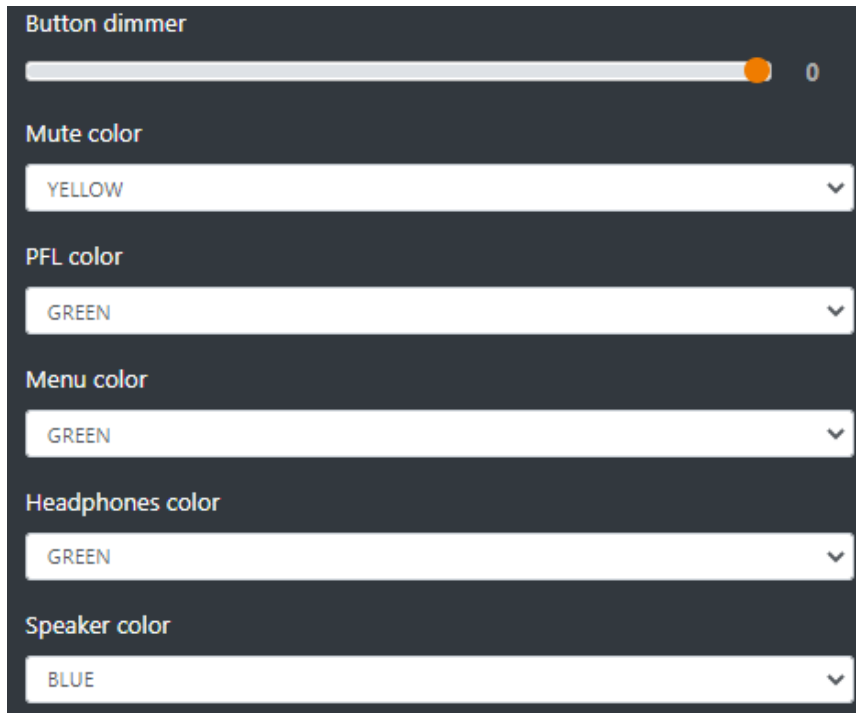 Button dimmer
0
Mute color
YELLOW
PFL color
GREEN
Menu color
GREEN
Headphones color
GREEN
Speaker color
BLUE